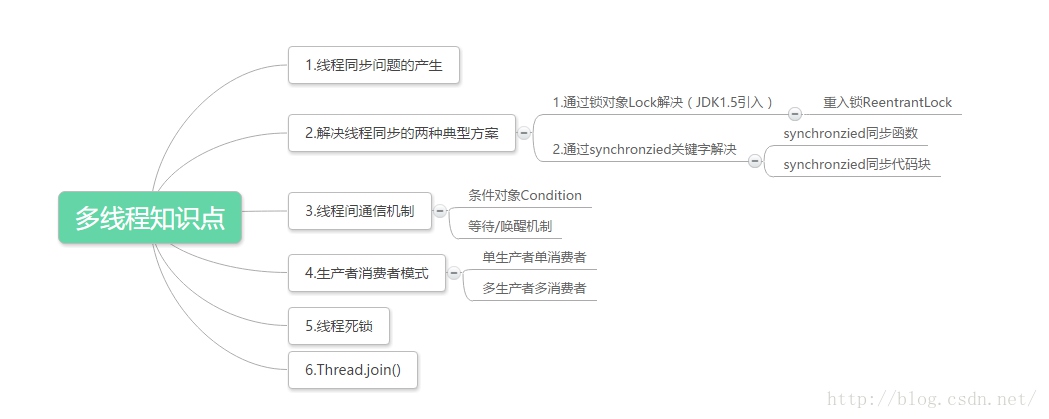 多线程知识点
1.线程同步问题的产生
2.解决线程同步的两种典型方案
1.通过锁对象Lock解决（JDK1.5引入）
重入锁ReentrantLock
2.通过synchronzied关键字解决
synchronzied同步函数
synchronzied同步代码块
3.线程间通信机制
条件对象Condition
等待/唤醒机制
4.生产者消费者模式
单生产者单消费者
多生产者多消费者
5.线程死锁
6.Thread.join()
http://blog.csdn.net/